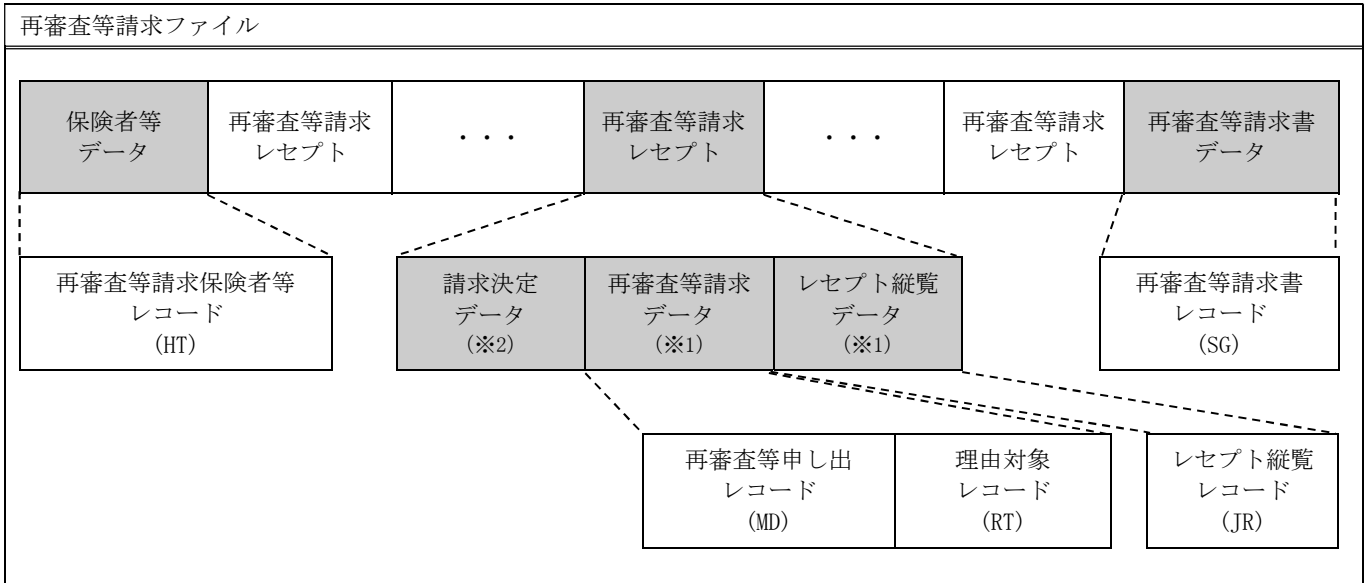 再審査等請求ファイル
保険者等
データ
再審査等請求
レセプト
・・・
再審査等請求
レセプト
・・・
再審査等請求
レセプト
再審査等請求書
データ
再審査等請求保険者等
レコード
(HT)
請求決定
データ
(※2)
再審査等請求
データ
(※1)
レセプト縦覧
データ
(※1)
再審査等請求書
レコード
(SG)
再審査等申し出
レコード
(MD)
理由対象
レコード
(RT)
レセプト縦覧
レコード
(JR)